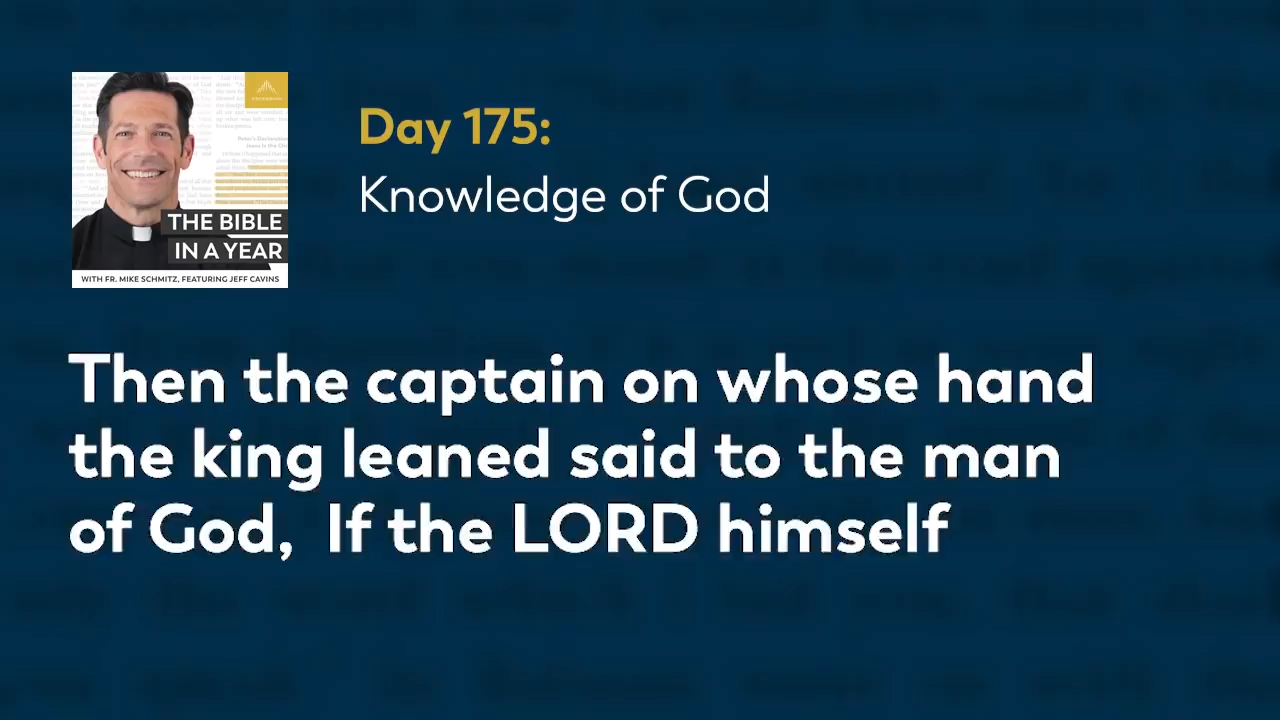 THE BIBLE
IN A YEAR
WITH FR. MIKE SCHMITZ, FEATURING JEFF CAVINS
Day 175:
Knowledge of God
Then the captain on whose hand
the king leaned said to the man
of God,  If the LORD himself